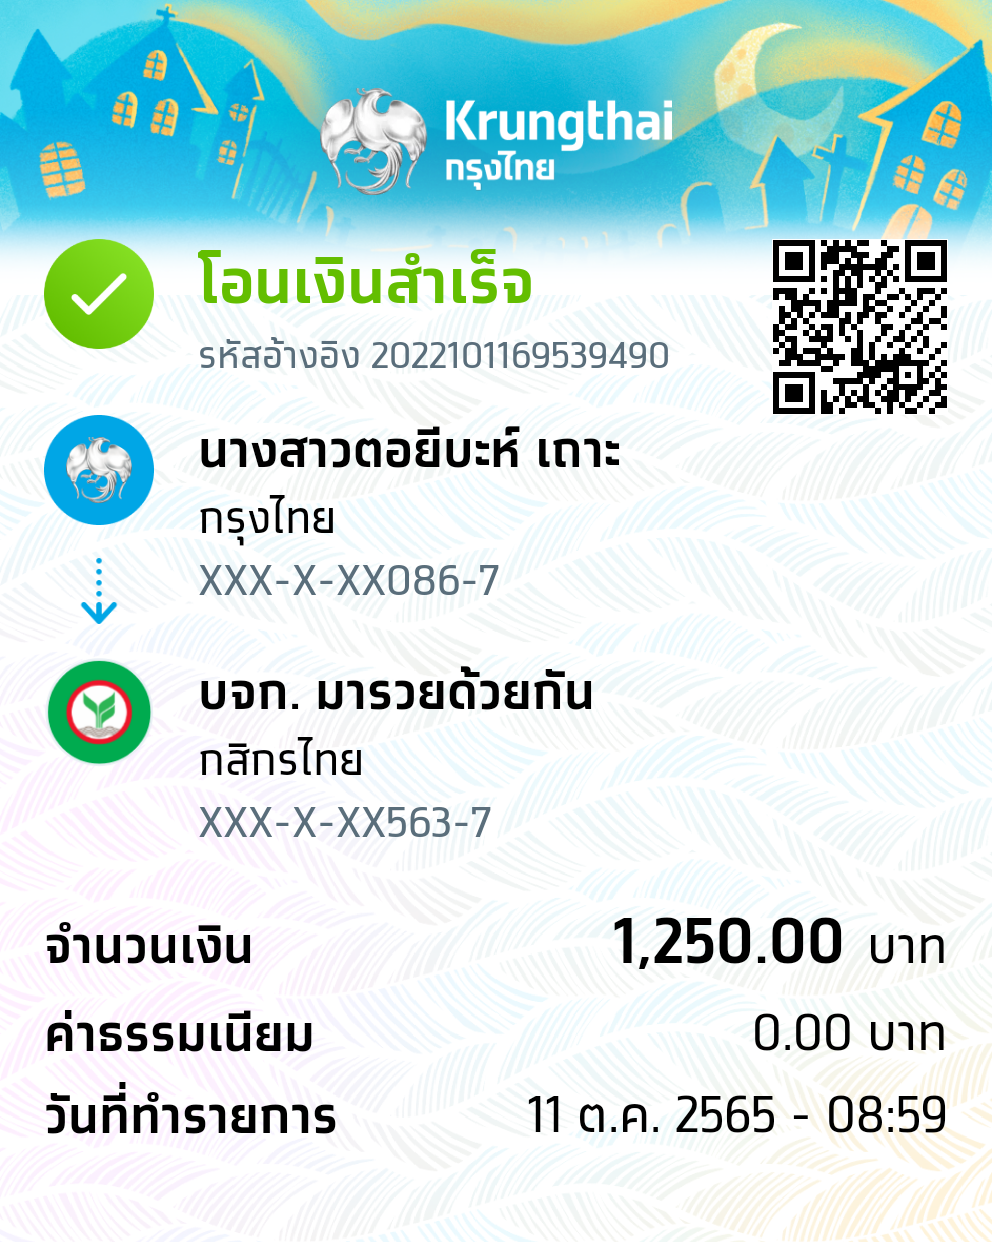 Krungthai
กรุงไทย
โอนเงินสำเร็จ
รหัสอ้างอิง 2022101169539490
นางสาวตอยีบะห์ เถาะ
กรุงไทย
XXX-X-XX086-7
บจก. มารวยด้วยกัน
กสิกรไทย
XXX-X-XX563-7
จำนวนเงิน 1,250.00 บาท
ค่าธรรมเนียม 0.00 บาท
วันที่ทำรายการ 11 ต.ค. 2565 - 08:59